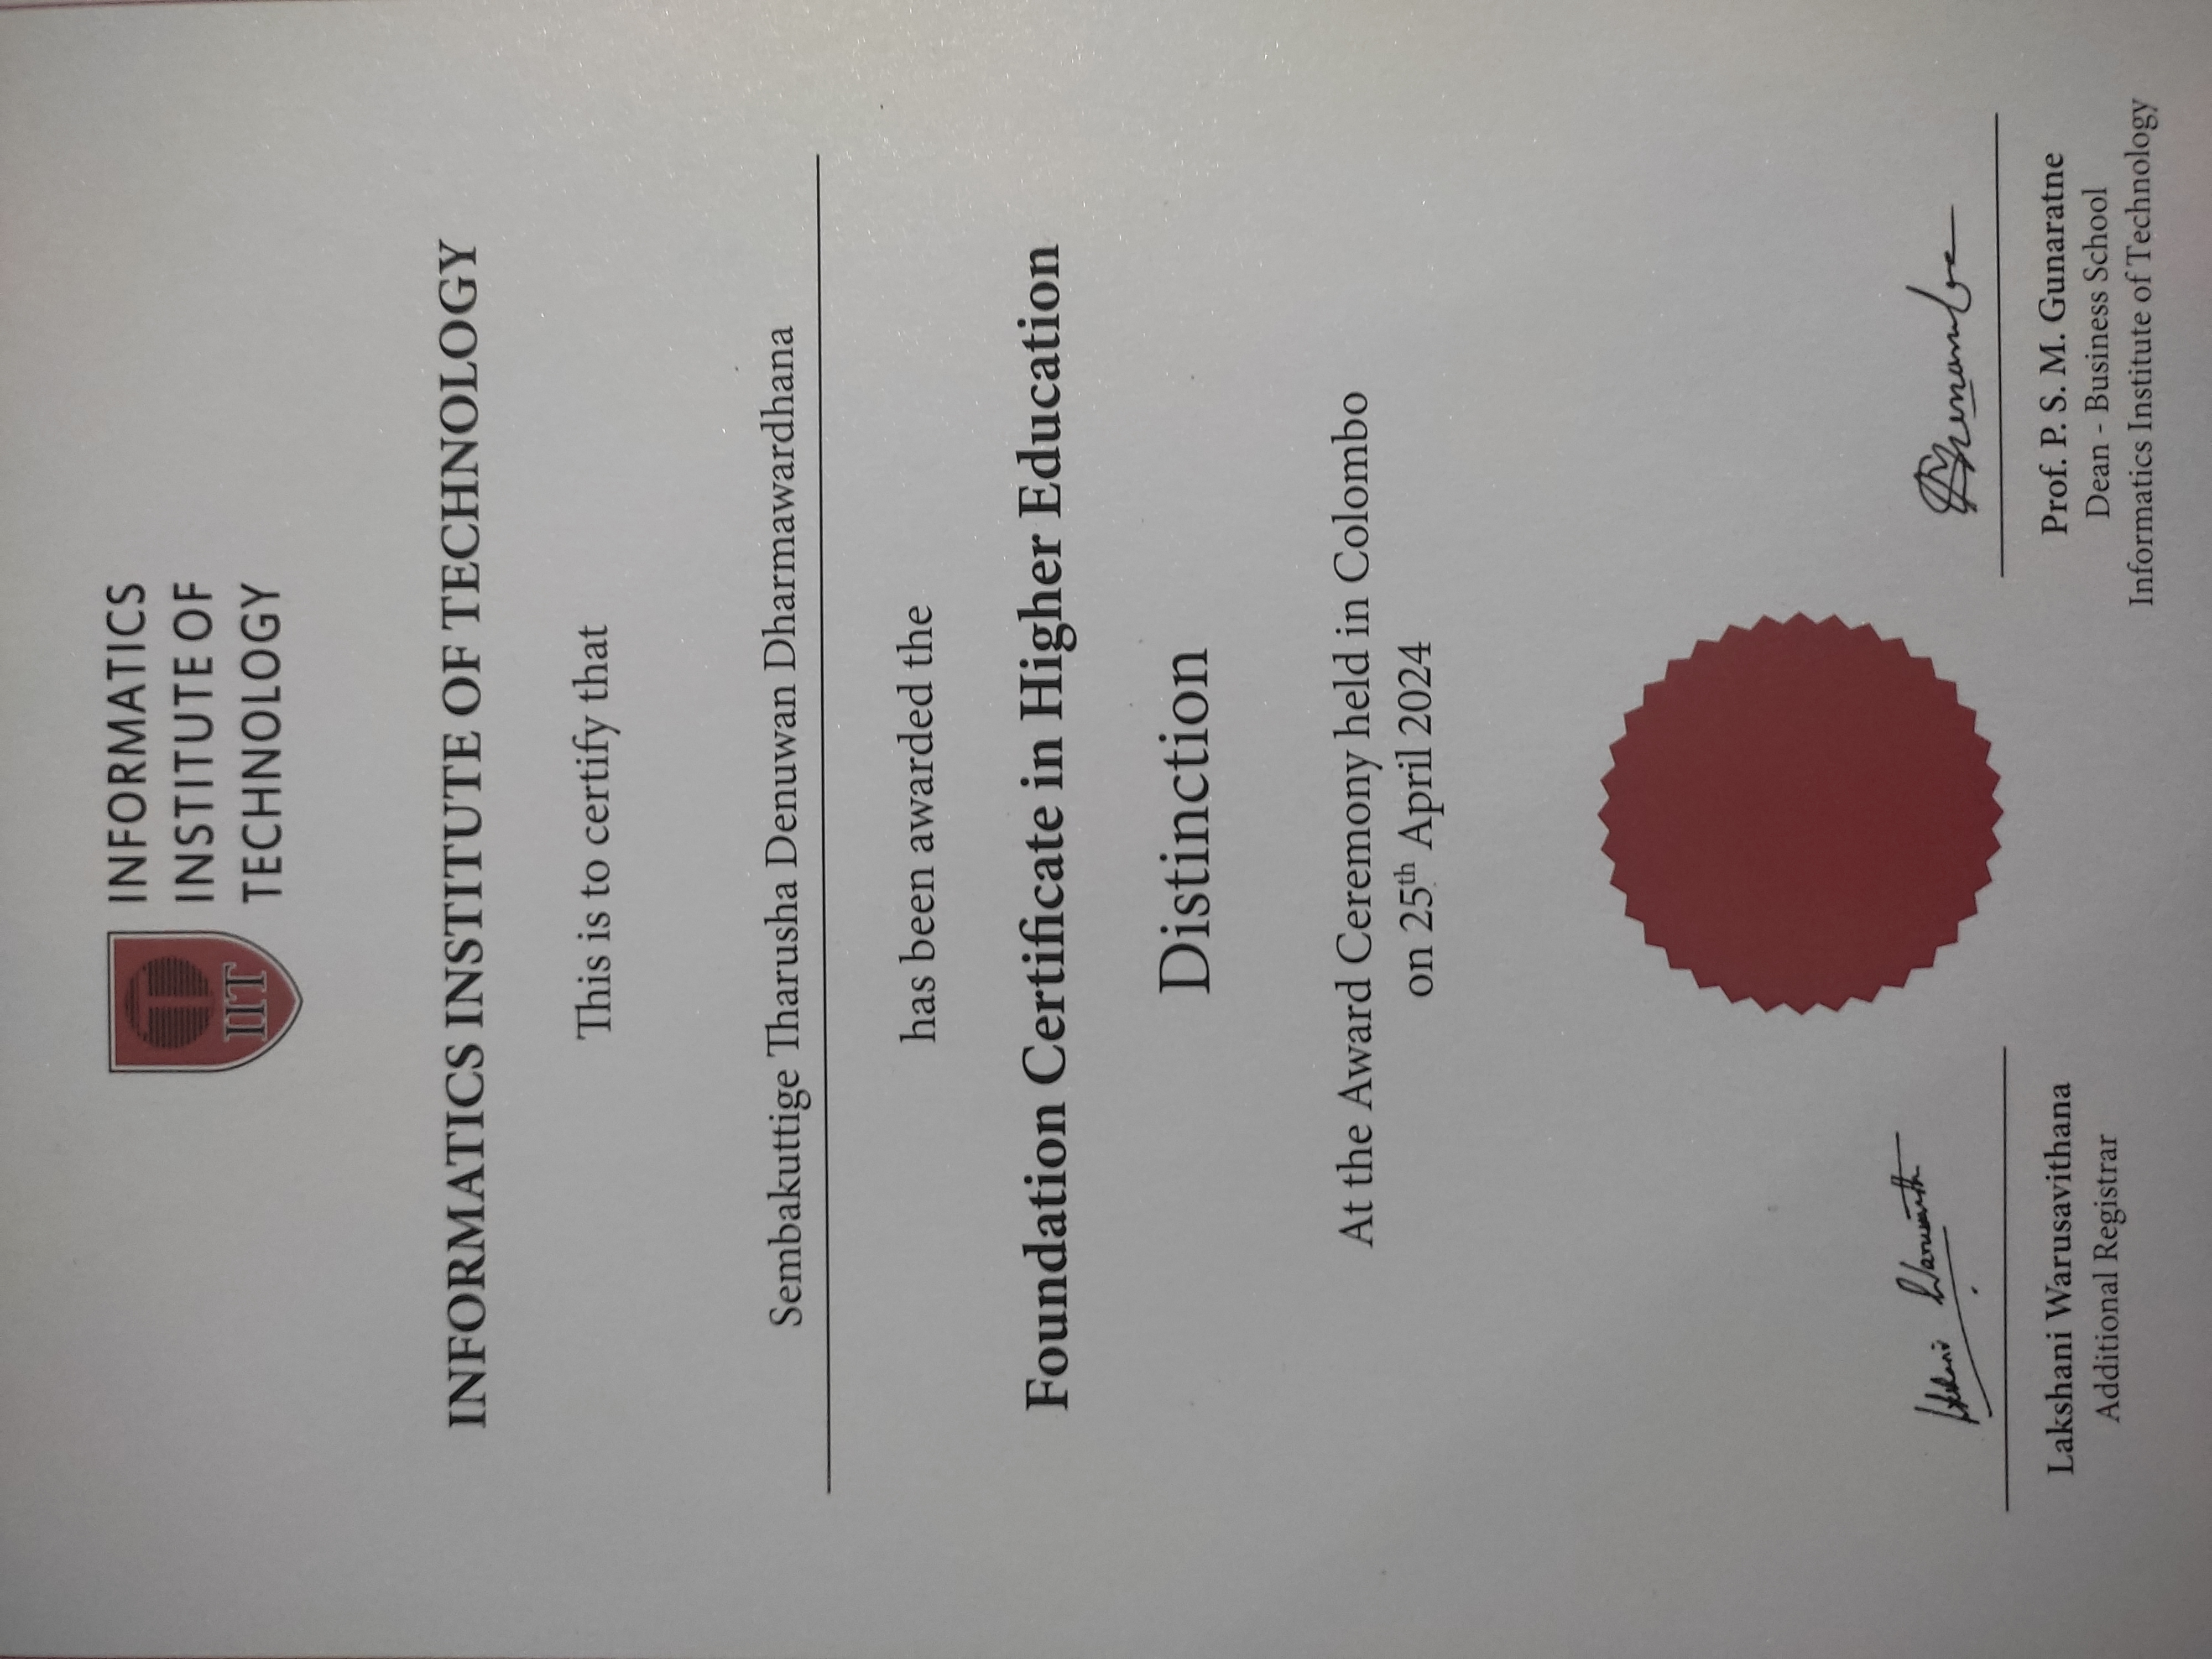 IIT
INFORMATICS
INSTITUTE OF
TECHNOLOGY
INFORMATICS INSTITUTE OF TECHNOLOGY
This is to certify that
Sembakuttige Tharusha Denuwan Dharmawardhana
has been awarded the
Foundation Certificate in Higher Education
Distinction
At the Award Ceremony held in Colombo
on 25th April 2024
Lakshani Warusavithana
Additional Registrar
Prof. P. S. M. Gunaratne
Dean - Business School
Informatics Institute of Technology